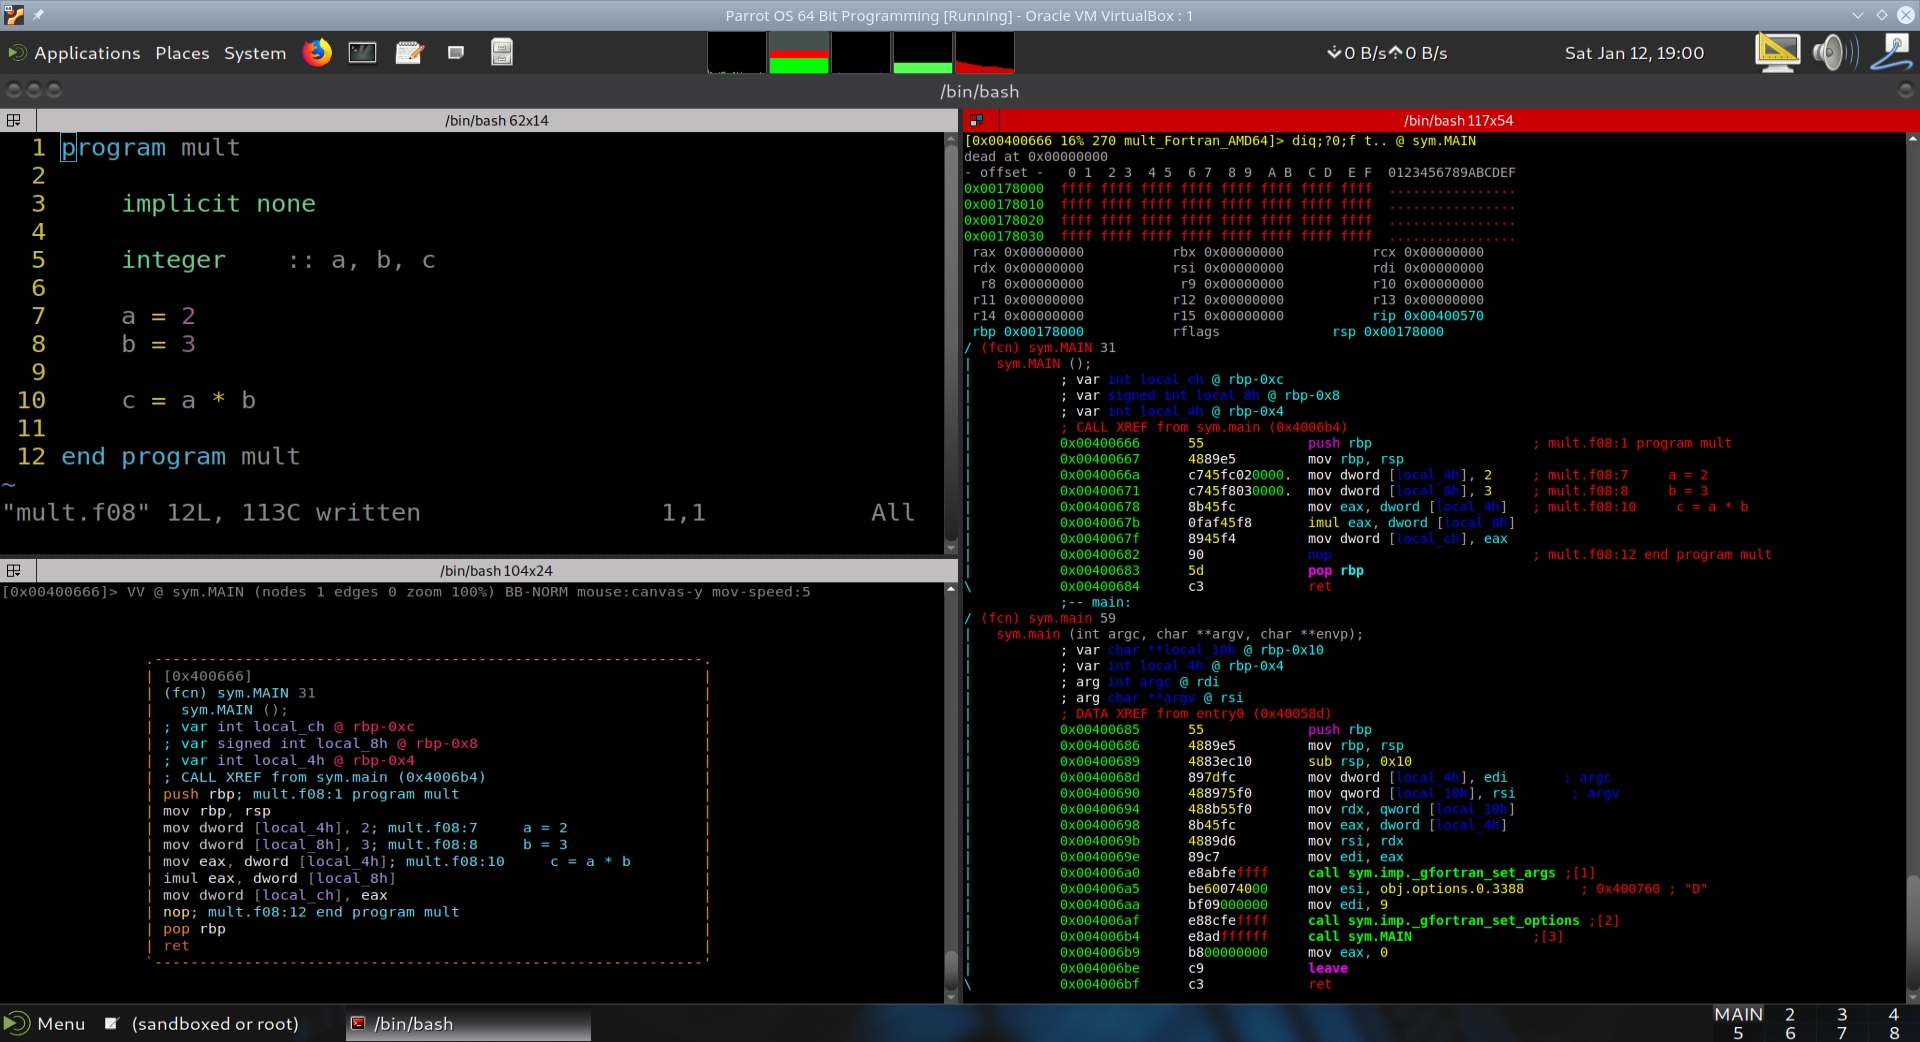 Parrot OS 64 Bit Programming [Running] - Oracle VM VirtualBox : 1
Applications Places System 0 B/s 0 B/s Sat Jan 12, 19:00
/bin/bash
/bin/bash 62x14
1 program mult
2
3 implicit none
4
5 integer :: a, b, c
6
7 a = 2
8 b = 3
9
10 c = a * b
11
12 end program mult
~
"mult.f08" 12L, 113C written 1,1 All
/bin/bash 104x24
[0x00400666]> VV @ sym.MAIN (nodes 1 edges 0 zoom 100%) BB-NORM mouse:canvas-y mov-speed:5
[0x400666]
(fcn) sym.MAIN 31
sym.MAIN ();
; var int local_ch @ rbp-0xc
; var signed int local_8h @ rbp-0x8
; var int local_4h @ rbp-0x4
; CALL XREF from sym.main (0x4006b4)
push rbp; mult.f08:1 program mult
mov rbp, rsp
mov dword [local_4h], 2; mult.f08:7 a = 2
mov dword [local_8h], 3; mult.f08:8 b = 3
mov eax, dword [local_4h]; mult.f08:10 c = a * b
imul eax, dword [local_8h]
mov dword [local_ch], eax
nop; mult.f08:12 end program mult
pop rbp
ret
/bin/bash 117x54
[0x00400666 16% 270 mult_Fortran_AMD64]> diq;?0;f t.. @ sym.MAIN
dead at 0x00000000
- offset - 0 1 2 3 4 5 6 7 8 9 A B C D E F 0123456789ABCDEF
0x00178000 ffff ffff ffff ffff ffff ffff ffff ffff ................
0x00178010 ffff ffff ffff ffff ffff ffff ffff ffff ................
0x00178020 ffff ffff ffff ffff ffff ffff ffff ffff ................
0x00178030 ffff ffff ffff ffff ffff ffff ffff ffff ................
rax 0x00000000 rbx 0x00000000 rcx 0x00000000
rdx 0x00000000 rsi 0x00000000 rdi 0x00000000
r8 0x00000000 r9 0x00000000 r10 0x00000000
r11 0x00000000 r12 0x00000000 r13 0x00000000
r14 0x00000000 r15 0x00000000 rip 0x00400570
rbp 0x00178000 rflags rsp 0x00178000
/ (fcn) sym.MAIN 31
| sym.MAIN ();
| ; var int local_ch @ rbp-0xc
| ; var signed int local_8h @ rbp-0x8
| ; var int local_4h @ rbp-0x4
| ; CALL XREF from sym.main (0x4006b4)
| 0x00400666 55 push rbp ; mult.f08:1 program mult
| 0x00400667 4889e5 mov rbp, rsp
| 0x0040066a c745fc020000. mov dword [local_4h], 2 ; mult.f08:7 a = 2
| 0x00400671 c745f8030000. mov dword [local_8h], 3 ; mult.f08:8 b = 3
| 0x00400678 8b45fc mov eax, dword [local_4h] ; mult.f08:10 c = a * b
| 0x0040067b 0faf45f8 imul eax, dword [local_8h]
| 0x0040067f 8945f4 mov dword [local_ch], eax
| 0x00400682 90 nop ; mult.f08:12 end program mult
| 0x00400683 5d pop rbp
\ 0x00400684 c3 ret
;-- main:
/ (fcn) sym.main 59
| sym.main (int argc, char **argv, char **envp);
| ; var char **local_10h @ rbp-0x10
| ; var int local_4h @ rbp-0x4
| ; arg int argc @ rdi
| ; arg char **argv @ rsi
| ; DATA XREF from entry0 (0x40058d)
| 0x00400685 55 push rbp
| 0x00400686 4889e5 mov rbp, rsp
| 0x00400689 4883ec10 sub rsp, 0x10
| 0x0040068d 897dfc mov dword [local_4h], edi ; argc
| 0x00400690 488975f0 mov qword [local_10h], rsi ; argv
| 0x00400694 488b55f0 mov rdx, qword [local_10h]
| 0x00400698 8b45fc mov eax, dword [local_4h]
| 0x0040069b 4889d6 mov rsi, rdx
| 0x0040069e 89c7 mov edi, eax
| 0x004006a0 e8abfeffff call sym.imp._gfortran_set_args ;[1]
| 0x004006a5 be60074000 mov esi, obj.options.0.3388 ; 0x400760 ; "D"
| 0x004006aa bf09000000 mov edi, 9
| 0x004006af e88cfeffff call sym.imp._gfortran_set_options ;[2]
| 0x004006b4 e8adffffff call sym.MAIN ;[3]
| 0x004006b9 b800000000 mov eax, 0
| 0x004006be c9 leave
\ 0x004006bf c3 ret
Menu (sandboxed or root) /bin/bash MAIN 2 3 4
5 6 7 8